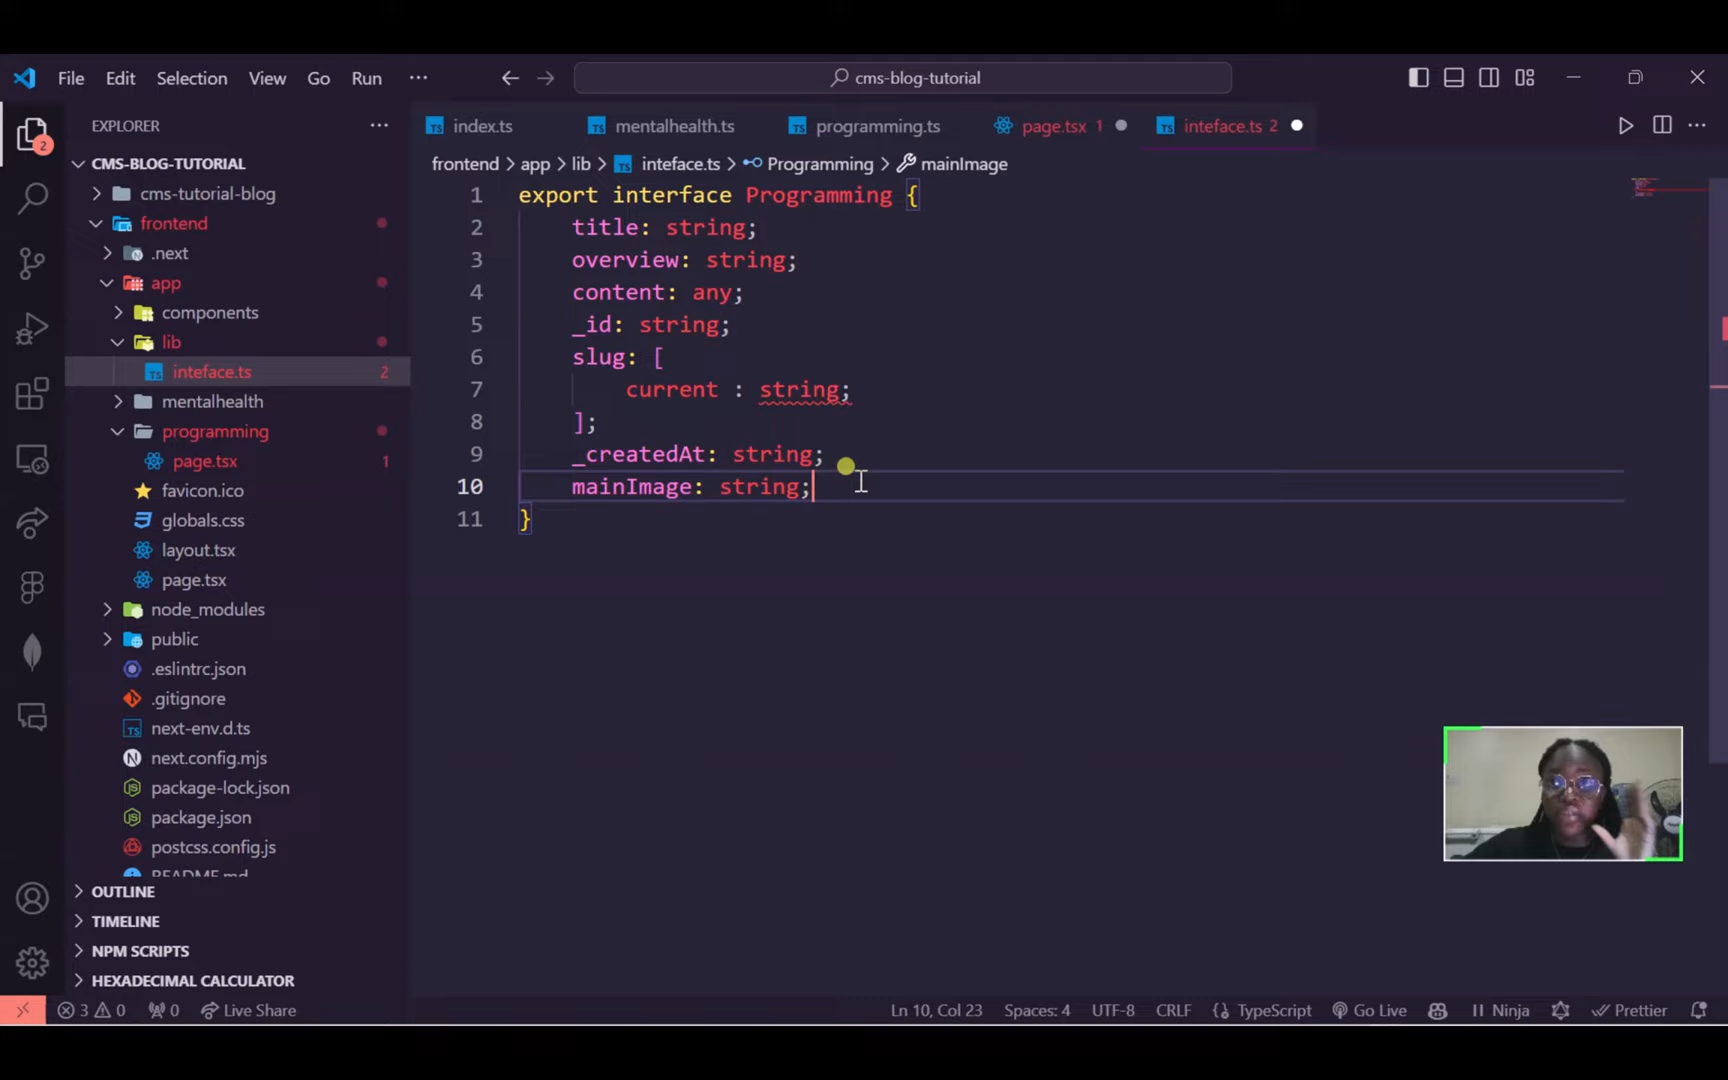 File Edit Selection View Go Run ··· cms-blog-tutorial
EXPLORER ···
index.ts mentalhealth.ts programming.ts page.tsx 1 inteface.ts 2
CMS-BLOG-TUTORIAL
frontend > app > lib > inteface.ts > Programming > mainImage
cms-tutorial-blog
frontend
.next
app
components
lib
inteface.ts 2
mentalhealth
programming
page.tsx 1
favicon.ico
globals.css
layout.tsx
page.tsx
node_modules
public
.eslintrc.json
.gitignore
next-env.d.ts
next.config.mjs
package-lock.json
package.json
postcss.config.js
README.md
OUTLINE
TIMELINE
NPM SCRIPTS
HEXADECIMAL CALCULATOR
2
1 export interface Programming {
2 title: string;
3 overview: string;
4 content: any;
5 _id: string;
6 slug: [
7 current : string;
8 ];
9 _createdAt: string;
10 mainImage: string;
11 }
3 0 0 Live Share Ln 10, Col 23 Spaces: 4 UTF-8 CRLF {} TypeScript Go Live Ninja Prettier